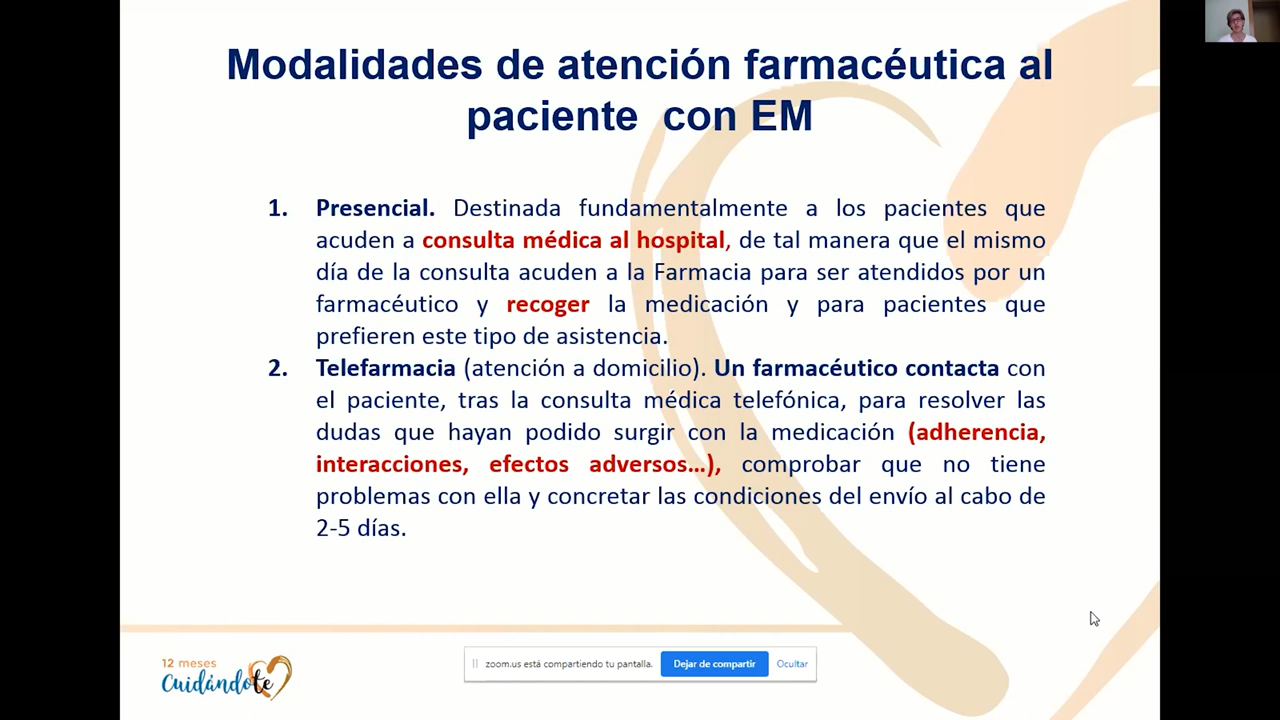 Modalidades de atención farmacéutica al
paciente con EM
1. Presencial. Destinada fundamentalmente a los pacientes que
acuden a consulta médica al hospital, de tal manera que el mismo
día de la consulta acuden a la Farmacia para ser atendidos por un
farmacéutico y recoger la medicación y para pacientes que
prefieren este tipo de asistencia.
2. Telefarmacia (atención a domicilio). Un farmacéutico contacta con
el paciente, tras la consulta médica telefónica, para resolver las
dudas que hayan podido surgir con la medicación (adherencia,
interacciones, efectos adversos...), comprobar que no tiene
problemas con ella y concretar las condiciones del envío al cabo de
2-5 días.
12 meses
Cuidándote
zoom.us está compartiendo tu pantalla.
Dejar de compartir
Ocultar